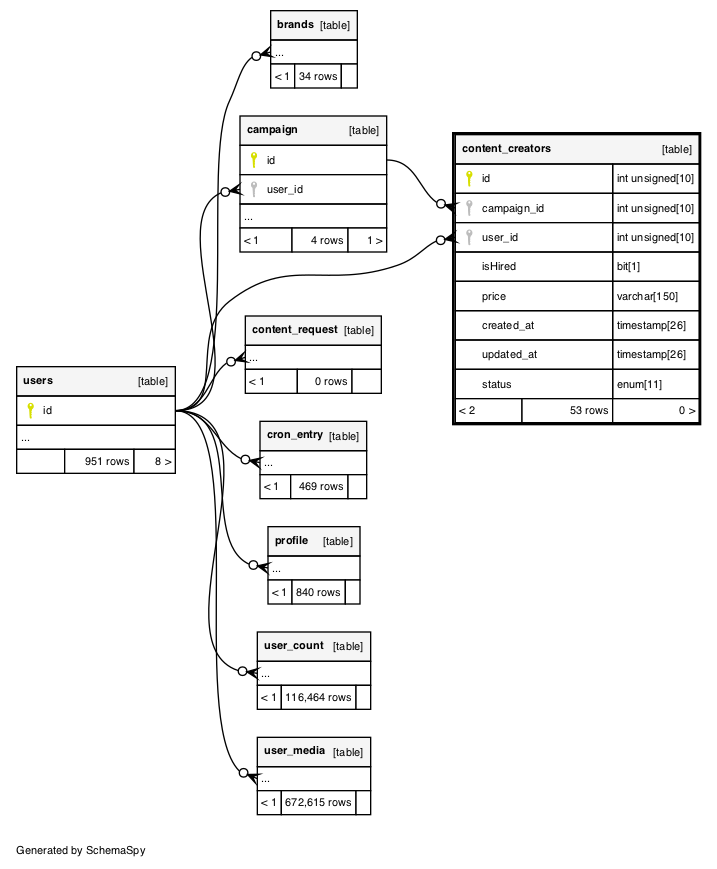 brands [table]
...
< 1 34 rows
campaign [table]
id
user_id
...
< 1 4 rows 1 >
content_creators [table]
id int unsigned[10]
campaign_id int unsigned[10]
user_id int unsigned[10]
isHired bit[1]
price varchar[150]
created_at timestamp[26]
updated_at timestamp[26]
status enum[11]
< 2 53 rows 0 >
content_request [table]
...
< 1 0 rows
users [table]
id
...
951 rows 8 >
cron_entry [table]
...
< 1 469 rows
profile [table]
...
< 1 840 rows
user_count [table]
...
< 1 116,464 rows
user_media [table]
...
< 1 672,615 rows
Generated by SchemaSpy